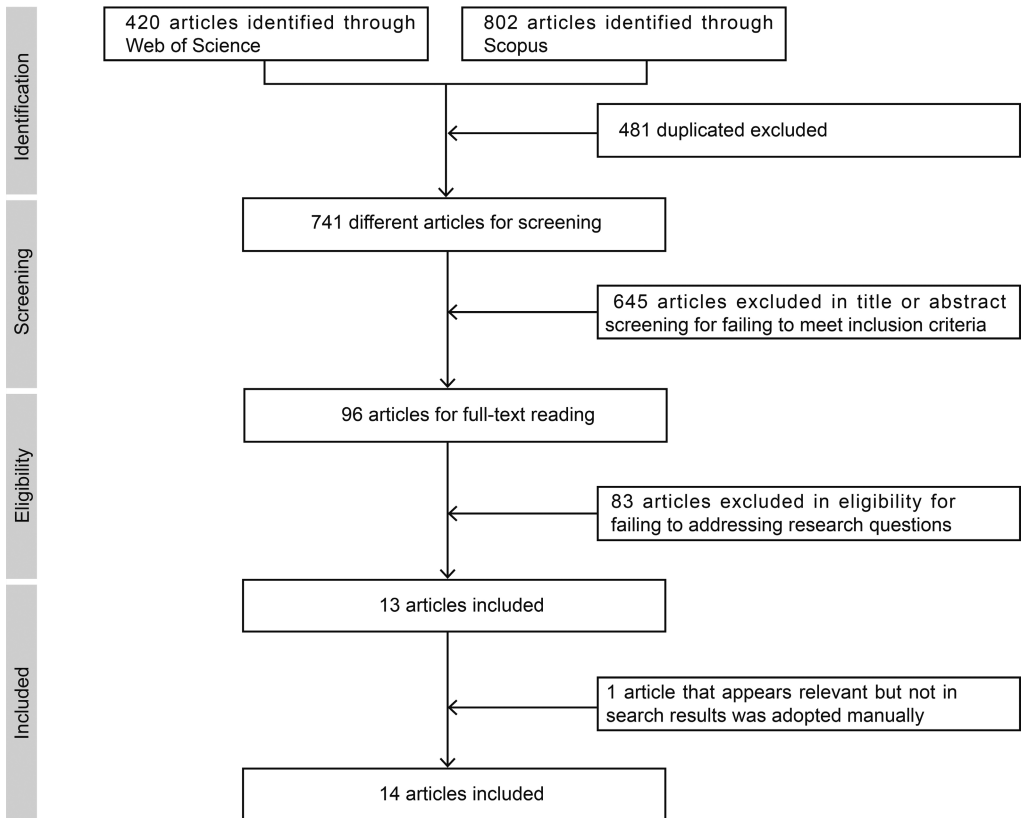 Identification
420 articles identified through
Web of Science
802 articles identified through
Scopus
481 duplicated excluded
Screening
741 different articles for screening
645 articles excluded in title or abstract
screening for failing to meet inclusion criteria
Eligibility
96 articles for full-text reading
83 articles excluded in eligibility for
failing to addressing research questions
Included
13 articles included
1 article that appears relevant but not in
search results was adopted manually
14 articles included